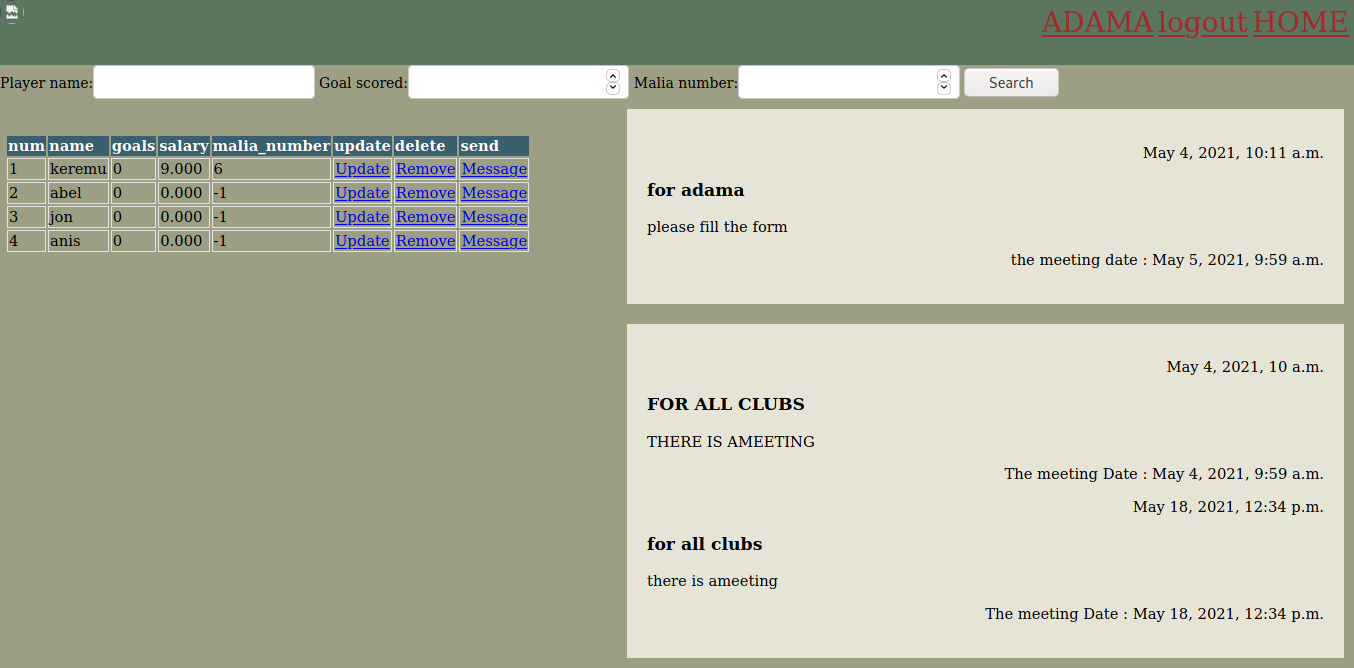 ADAMA logout HOME
Player name: Goal scored: Malia number: Search
num name goals salary malia_number update delete send
1 keremu 0 9.000 6 Update Remove Message
2 abel 0 0.000 -1 Update Remove Message
3 jon 0 0.000 -1 Update Remove Message
4 anis 0 0.000 -1 Update Remove Message
May 4, 2021, 10:11 a.m.
for adama
please fill the form
the meeting date : May 5, 2021, 9:59 a.m.
May 4, 2021, 10 a.m.
FOR ALL CLUBS
THERE IS AMEETING
The meeting Date : May 4, 2021, 9:59 a.m.
May 18, 2021, 12:34 p.m.
for all clubs
there is ameeting
The meeting Date : May 18, 2021, 12:34 p.m.